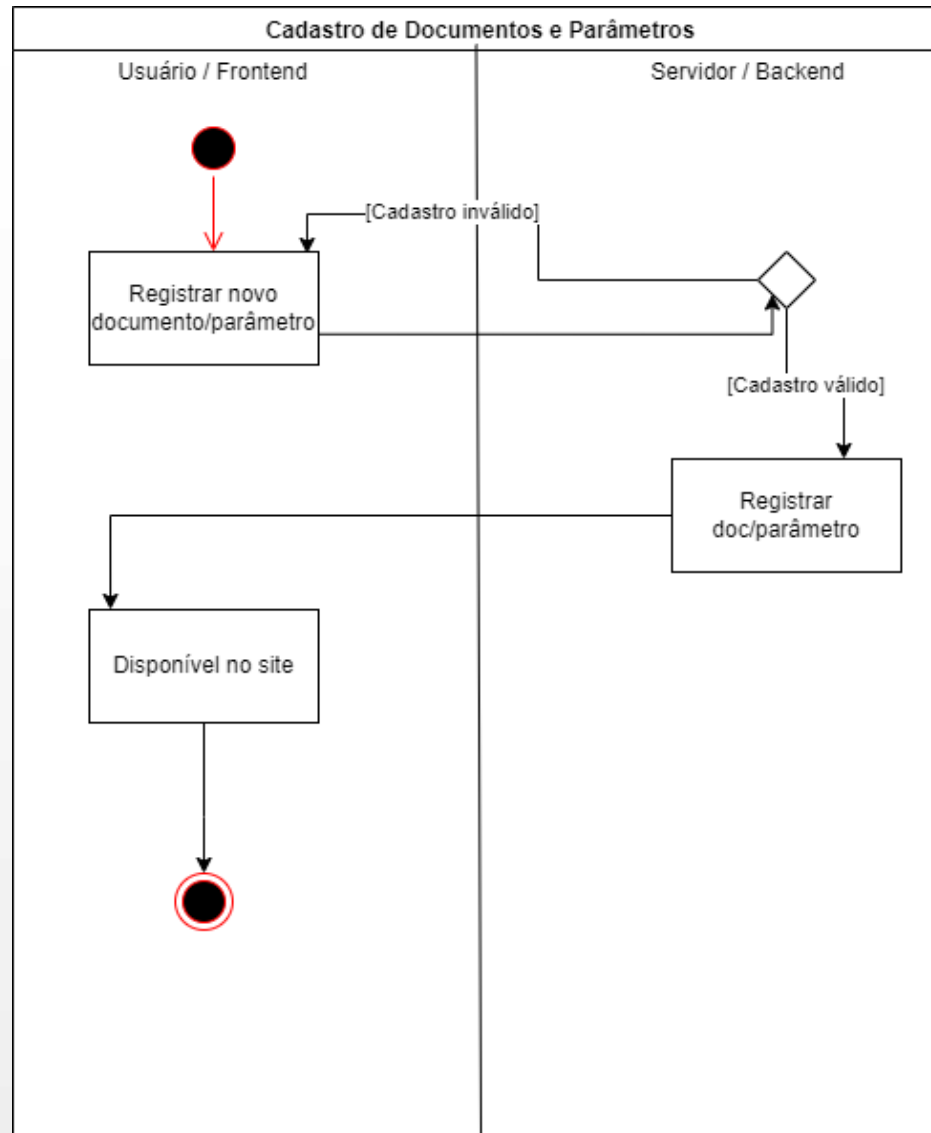 Cadastro de Documentos e Parâmetros
Usuário / Frontend
Servidor / Backend
[Cadastro inválido]
Registrar novo
documento/parâmetro
[Cadastro válido]
Registrar
doc/parâmetro
Disponível no site